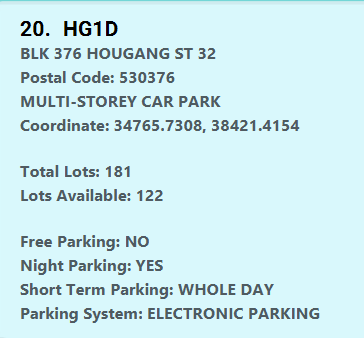 20. HG1D
BLK 376 HOUGANG ST 32
Postal Code: 530376
MULTI-STOREY CAR PARK
Coordinate: 34765.7308, 38421.4154
Total Lots: 181
Lots Available: 122
Free Parking: NO
Night Parking: YES
Short Term Parking: WHOLE DAY
Parking System: ELECTRONIC PARKING